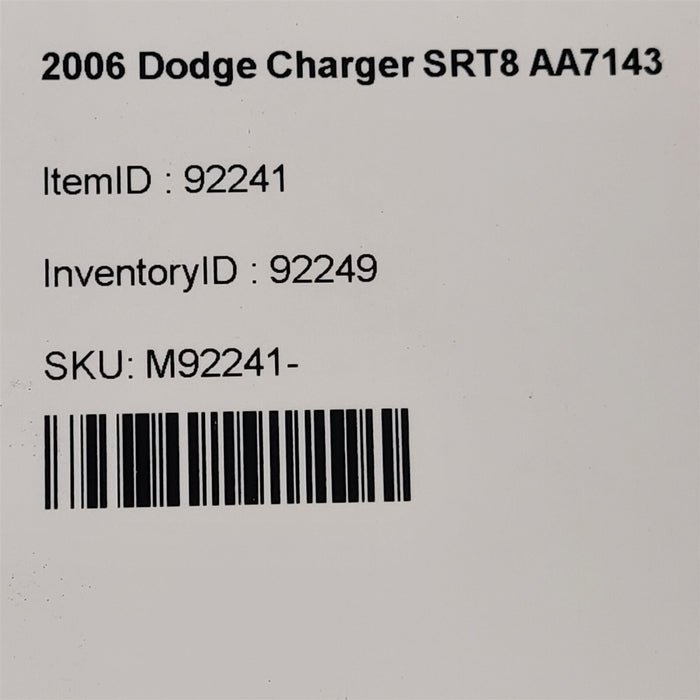 2006 Dodge Charger SRT8 AA7143
ItemID : 92241
InventoryID : 92249
SKU: M92241-